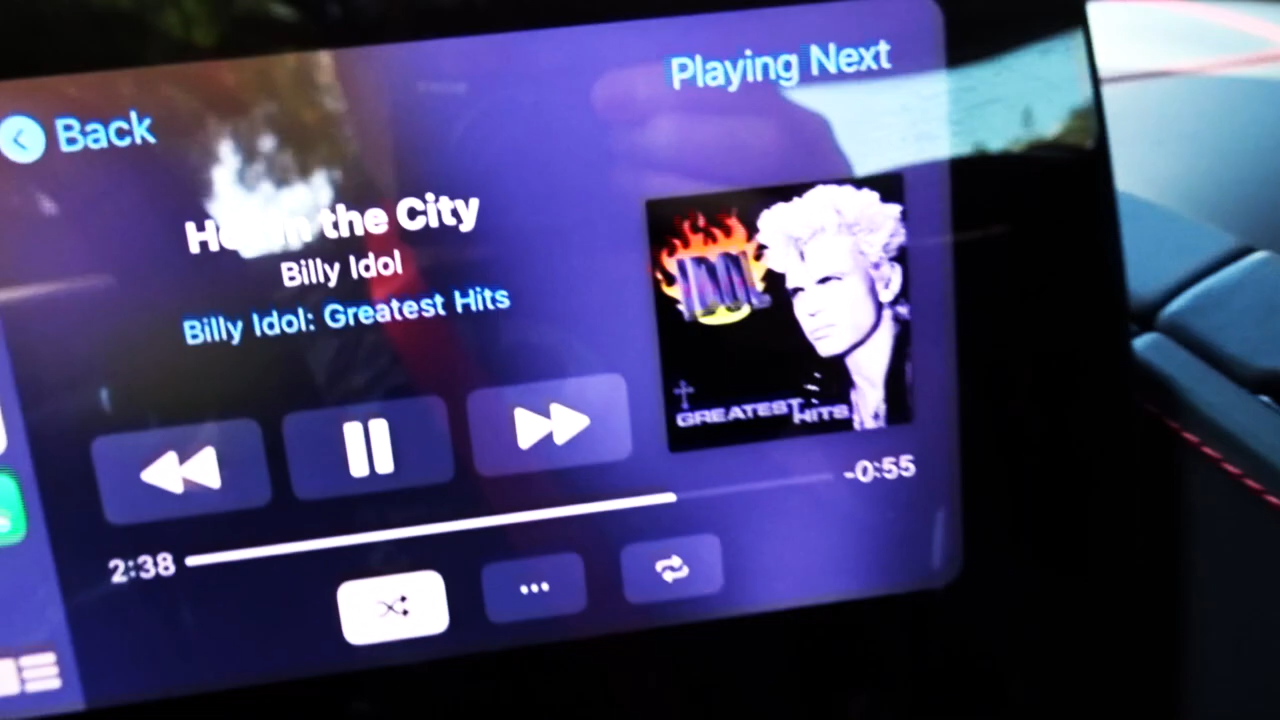 Playing Next
Back
the City
Billy Idol
Billy Idol: Greatest Hits
IDOL
GREATEST HITS
-0:55
2:38